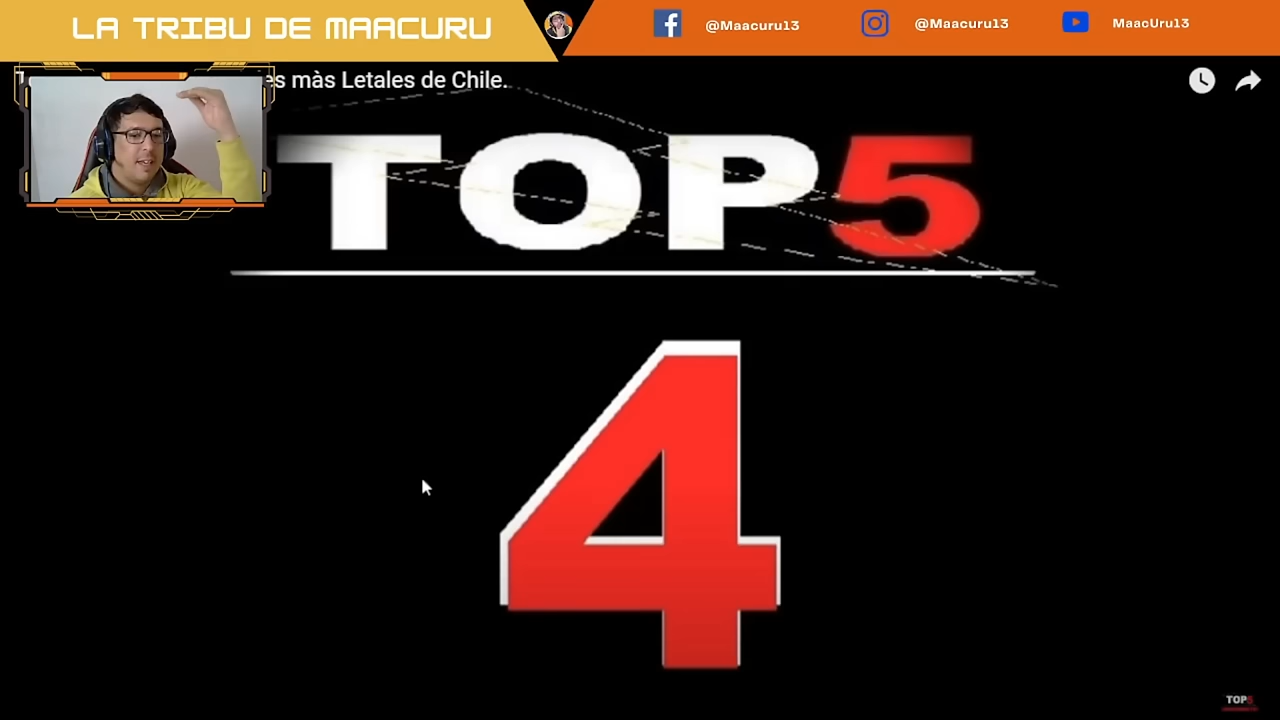 LA TRIBU DE MAACURU
@Maacuru13
@Maacuru13
MaacUru13
es màs Letales de Chile.
TOP5
4
TOP5